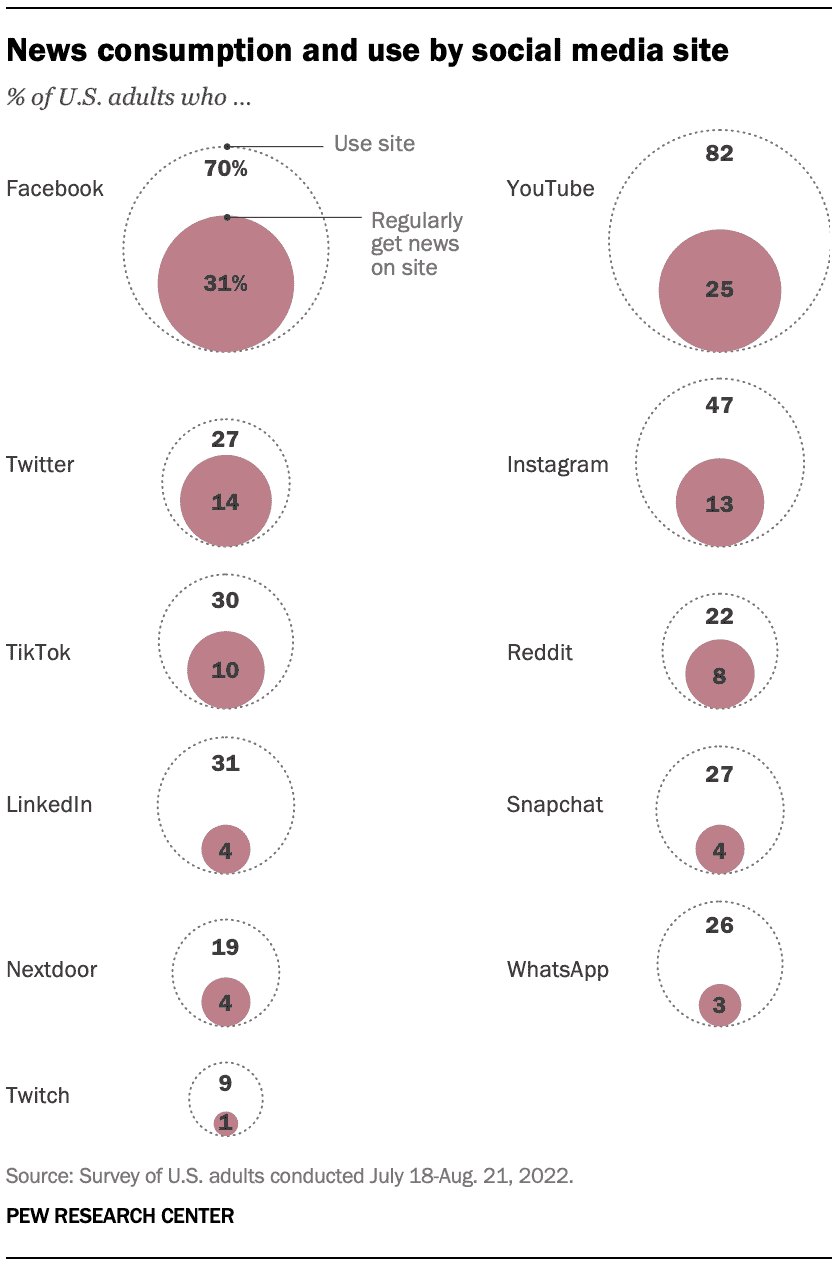 News consumption and use by social media site
% of U.S. adults who ...
Facebook
70%
Use site
31%
Regularly
get news
on site
YouTube
82
25
Twitter
27
14
Instagram
47
13
TikTok
30
10
Reddit
22
8
LinkedIn
31
4
Snapchat
27
4
Nextdoor
19
4
WhatsApp
26
3
Twitch
9
1
Source: Survey of U.S. adults conducted July 18-Aug. 21, 2022.
PEW RESEARCH CENTER